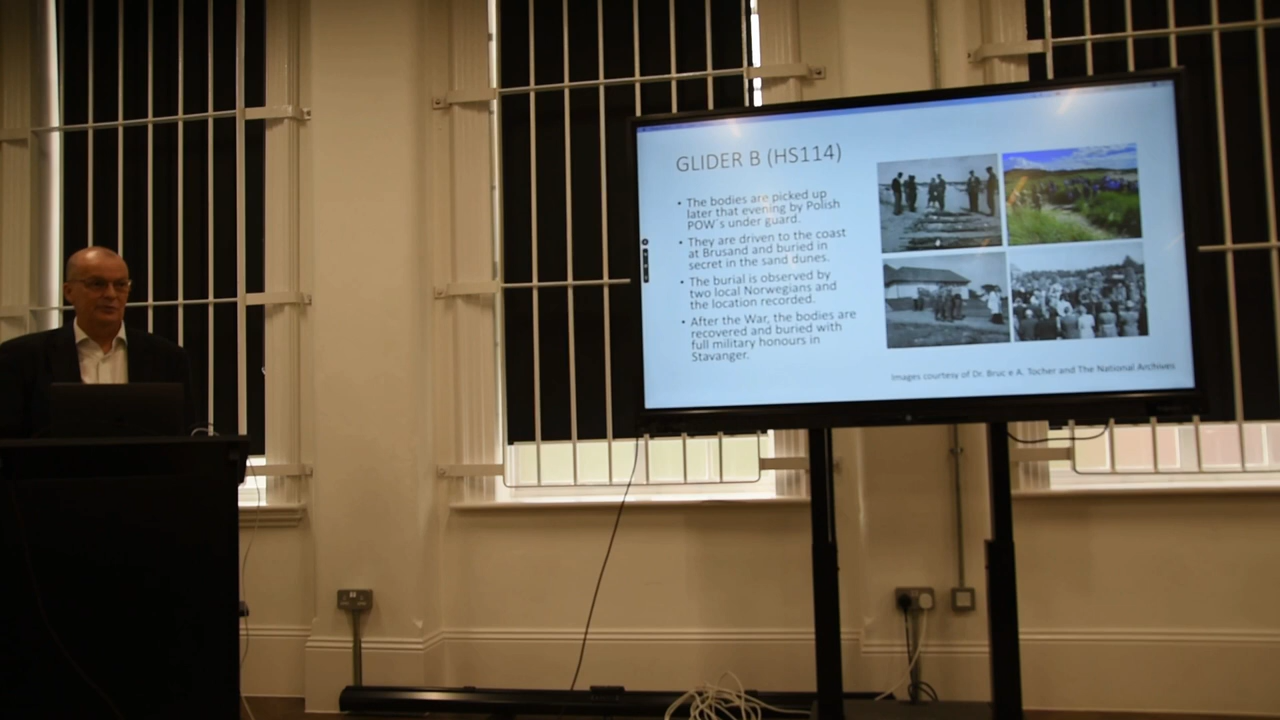 GLIDER B (HS114)
• The bodies are picked up
later that evening by Polish
POW´s under guard.
• They are driven to the coast
at Brusand and buried in
secret in the sand dunes.
• The burial is observed by
two local Norwegians and
the location recorded.
• After the War, the bodies are
recovered and buried with
full military honours in
Stavanger.
Images courtesy of Dr. Bruc e A. Tocher and The National Archives